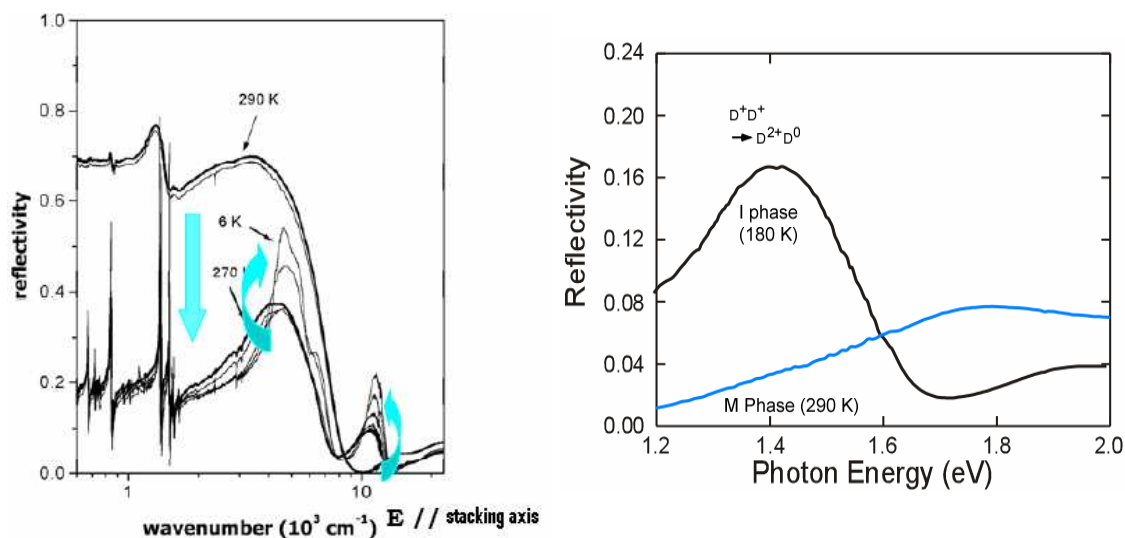 1.0
0.8
0.6
0.4
0.2
0.0
reflectivity
290 K
6 K
270
1
10
wavenumber (10³ cm⁻¹)
E // stacking axis
0.24
0.20
0.16
0.12
0.08
0.04
0.00
Reflectivity
D⁺D⁺
→ D²⁺D⁰
I phase
(180 K)
M Phase (290 K)
1.2 1.4 1.6 1.8 2.0
Photon Energy (eV)